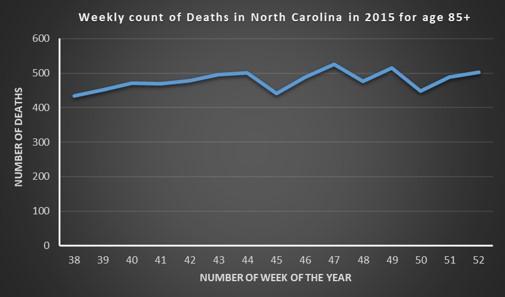 Weekly count of Deaths in North Carolina in 2015 for age 85+
600
500
400
300
200
100
0
NUMBER OF DEATHS
38 39 40 41 42 43 44 45 46 47 48 49 50 51 52
NUMBER OF WEEK OF THE YEAR